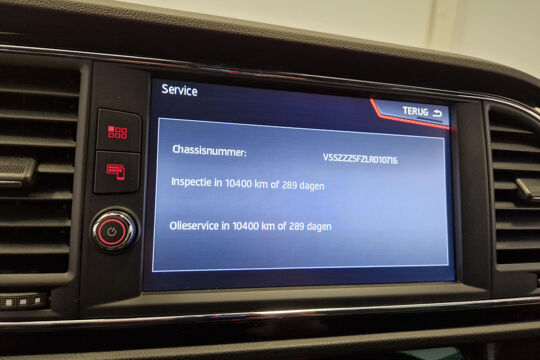 Service
TERUG
Chassisnummer: VSSZZZ5FZLR010716
Inspectie in 10400 km of 289 dagen
Olieservice in 10400 km of 289 dagen